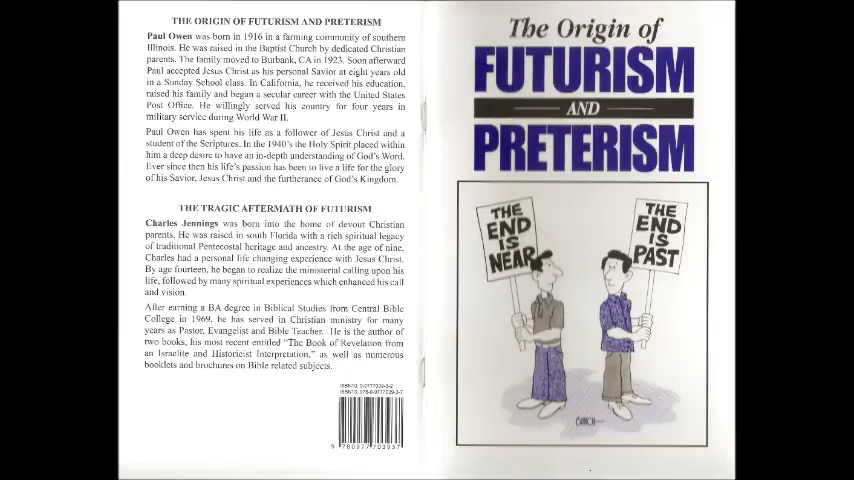 THE ORIGIN OF FUTURISM AND PRETERISM
Paul Owen was born in 1916 in a farming community of southern
Illinois. He was raised in the Baptist Church by dedicated Christian
parents. The family moved to Burbank, CA in 1923. Soon afterward
Paul accepted Jesus Christ as his personal Savior at eight years old
in a Sunday School class. In California, he received his education,
raised his family and began a secular career with the United States
Post Office. He willingly served his country for four years in
military service during World War II.
Paul Owen has spent his life as a follower of Jesus Christ and a
student of the Scriptures. In the 1940's the Holy Spirit placed within
him a deep desire to have an in-depth understanding of God's Word.
Ever since then his life's passion has been to live a life for the glory
of his Savior, Jesus Christ and the furtherance of God's Kingdom.
THE TRAGIC AFTERMATH OF FUTURISM
Charles Jennings was born into the home of devout Christian
parents. He was raised in south Florida with a rich spiritual legacy
of traditional Pentecostal heritage and ancestry. At the age of nine,
Charles had a personal life changing experience with Jesus Christ.
By age fourteen, he began to realize the ministerial calling upon his
life, followed by many spiritual experiences which enhanced his call
and vision.
After earning a BA degree in Biblical Studies from Central Bible
College in 1969, he has served in Christian ministry for many
years as Pastor, Evangelist and Bible Teacher. He is the author of
two books, his most recent entitled "The Book of Revelation from
an Israelite and Historicist Interpretation," as well as numerous
booklets and brochures on Bible related subjects.
ISBN10: 0-9777039-3-2
ISBN13: 978-0-9777039-3-7
9 780977 703937
The Origin of
FUTURISM
AND
PRETERISM
THE
END
IS
NEAR
THE
END
IS
PAST